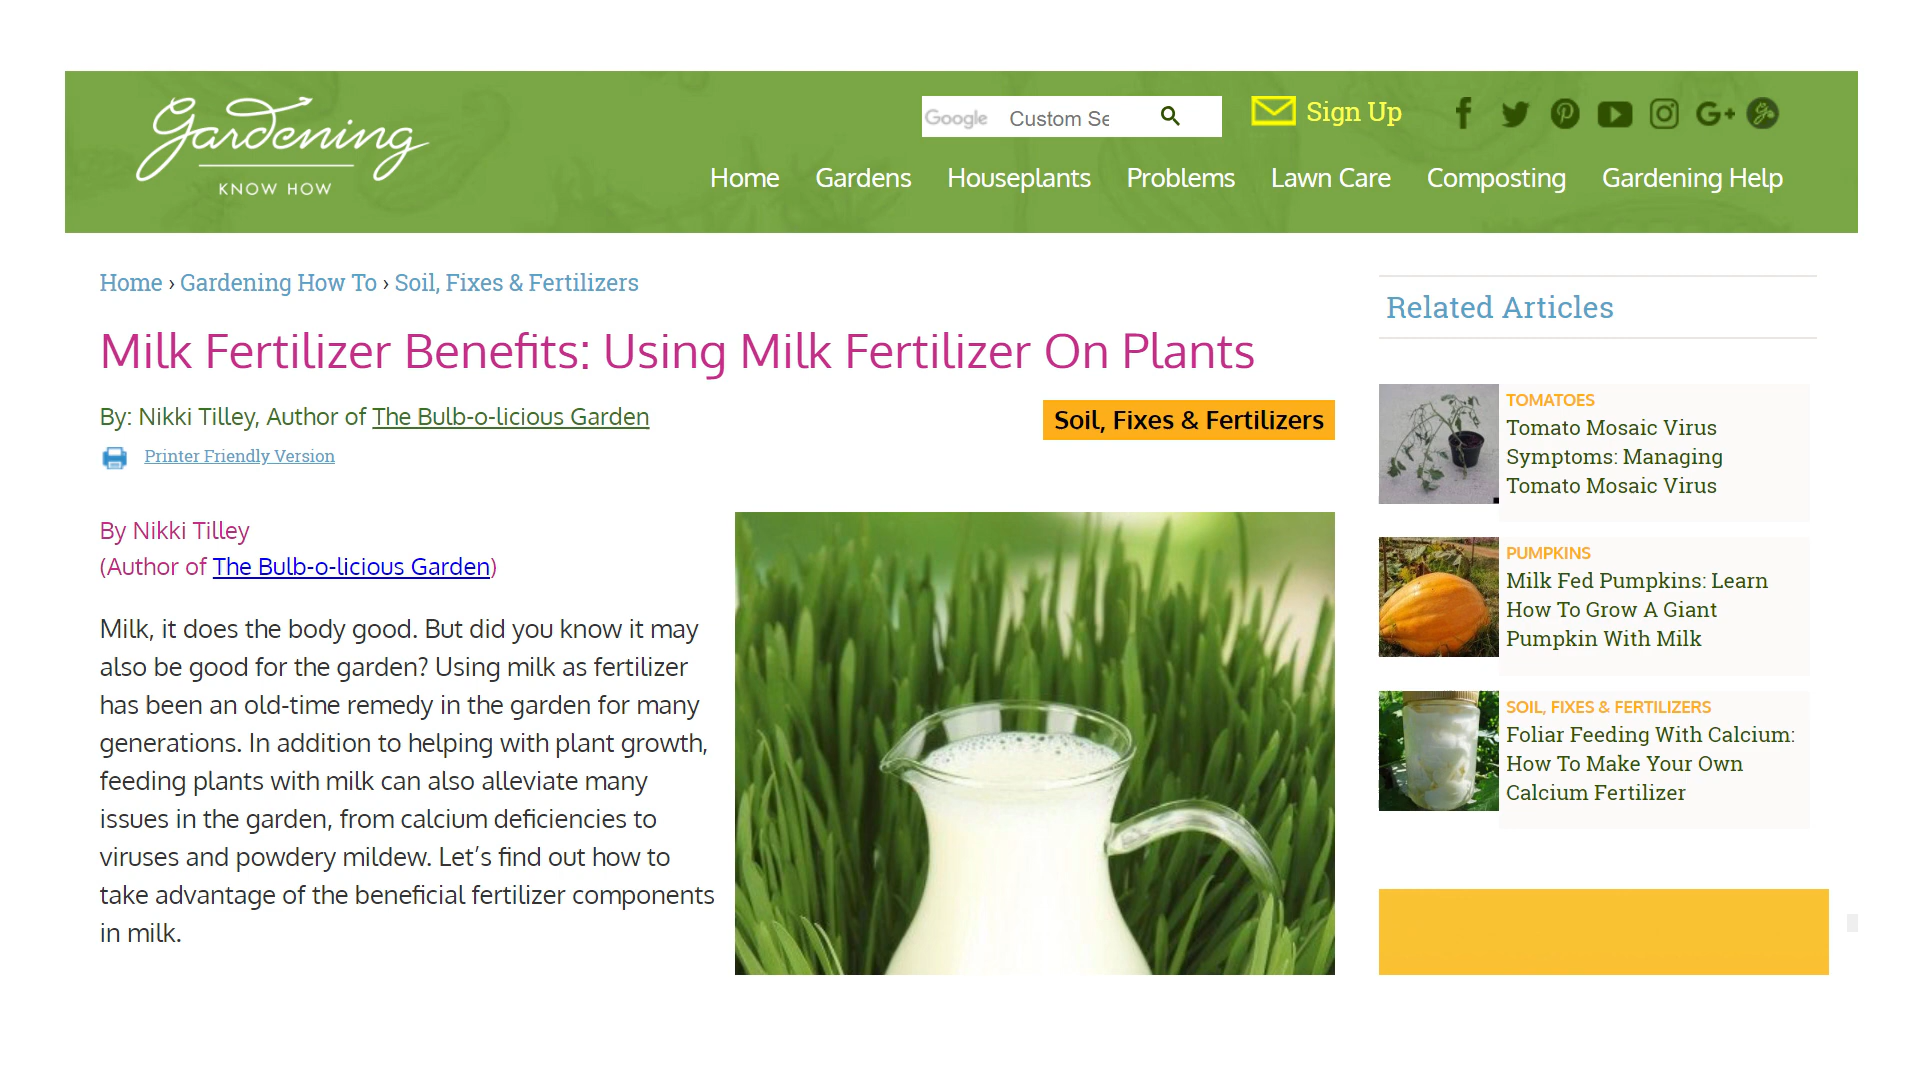 Gardening
KNOW HOW
Google Custom Se
Sign Up
G+
Home Gardens Houseplants Problems Lawn Care Composting Gardening Help
Home › Gardening How To › Soil, Fixes & Fertilizers
Milk Fertilizer Benefits: Using Milk Fertilizer On Plants
By: Nikki Tilley, Author of The Bulb-o-licious Garden
Soil, Fixes & Fertilizers
Printer Friendly Version
By Nikki Tilley
(Author of The Bulb-o-licious Garden)
Milk, it does the body good. But did you know it may
also be good for the garden? Using milk as fertilizer
has been an old-time remedy in the garden for many
generations. In addition to helping with plant growth,
feeding plants with milk can also alleviate many
issues in the garden, from calcium deficiencies to
viruses and powdery mildew. Let’s find out how to
take advantage of the beneficial fertilizer components
in milk.
Related Articles
TOMATOES
Tomato Mosaic Virus
Symptoms: Managing
Tomato Mosaic Virus
PUMPKINS
Milk Fed Pumpkins: Learn
How To Grow A Giant
Pumpkin With Milk
SOIL, FIXES & FERTILIZERS
Foliar Feeding With Calcium:
How To Make Your Own
Calcium Fertilizer